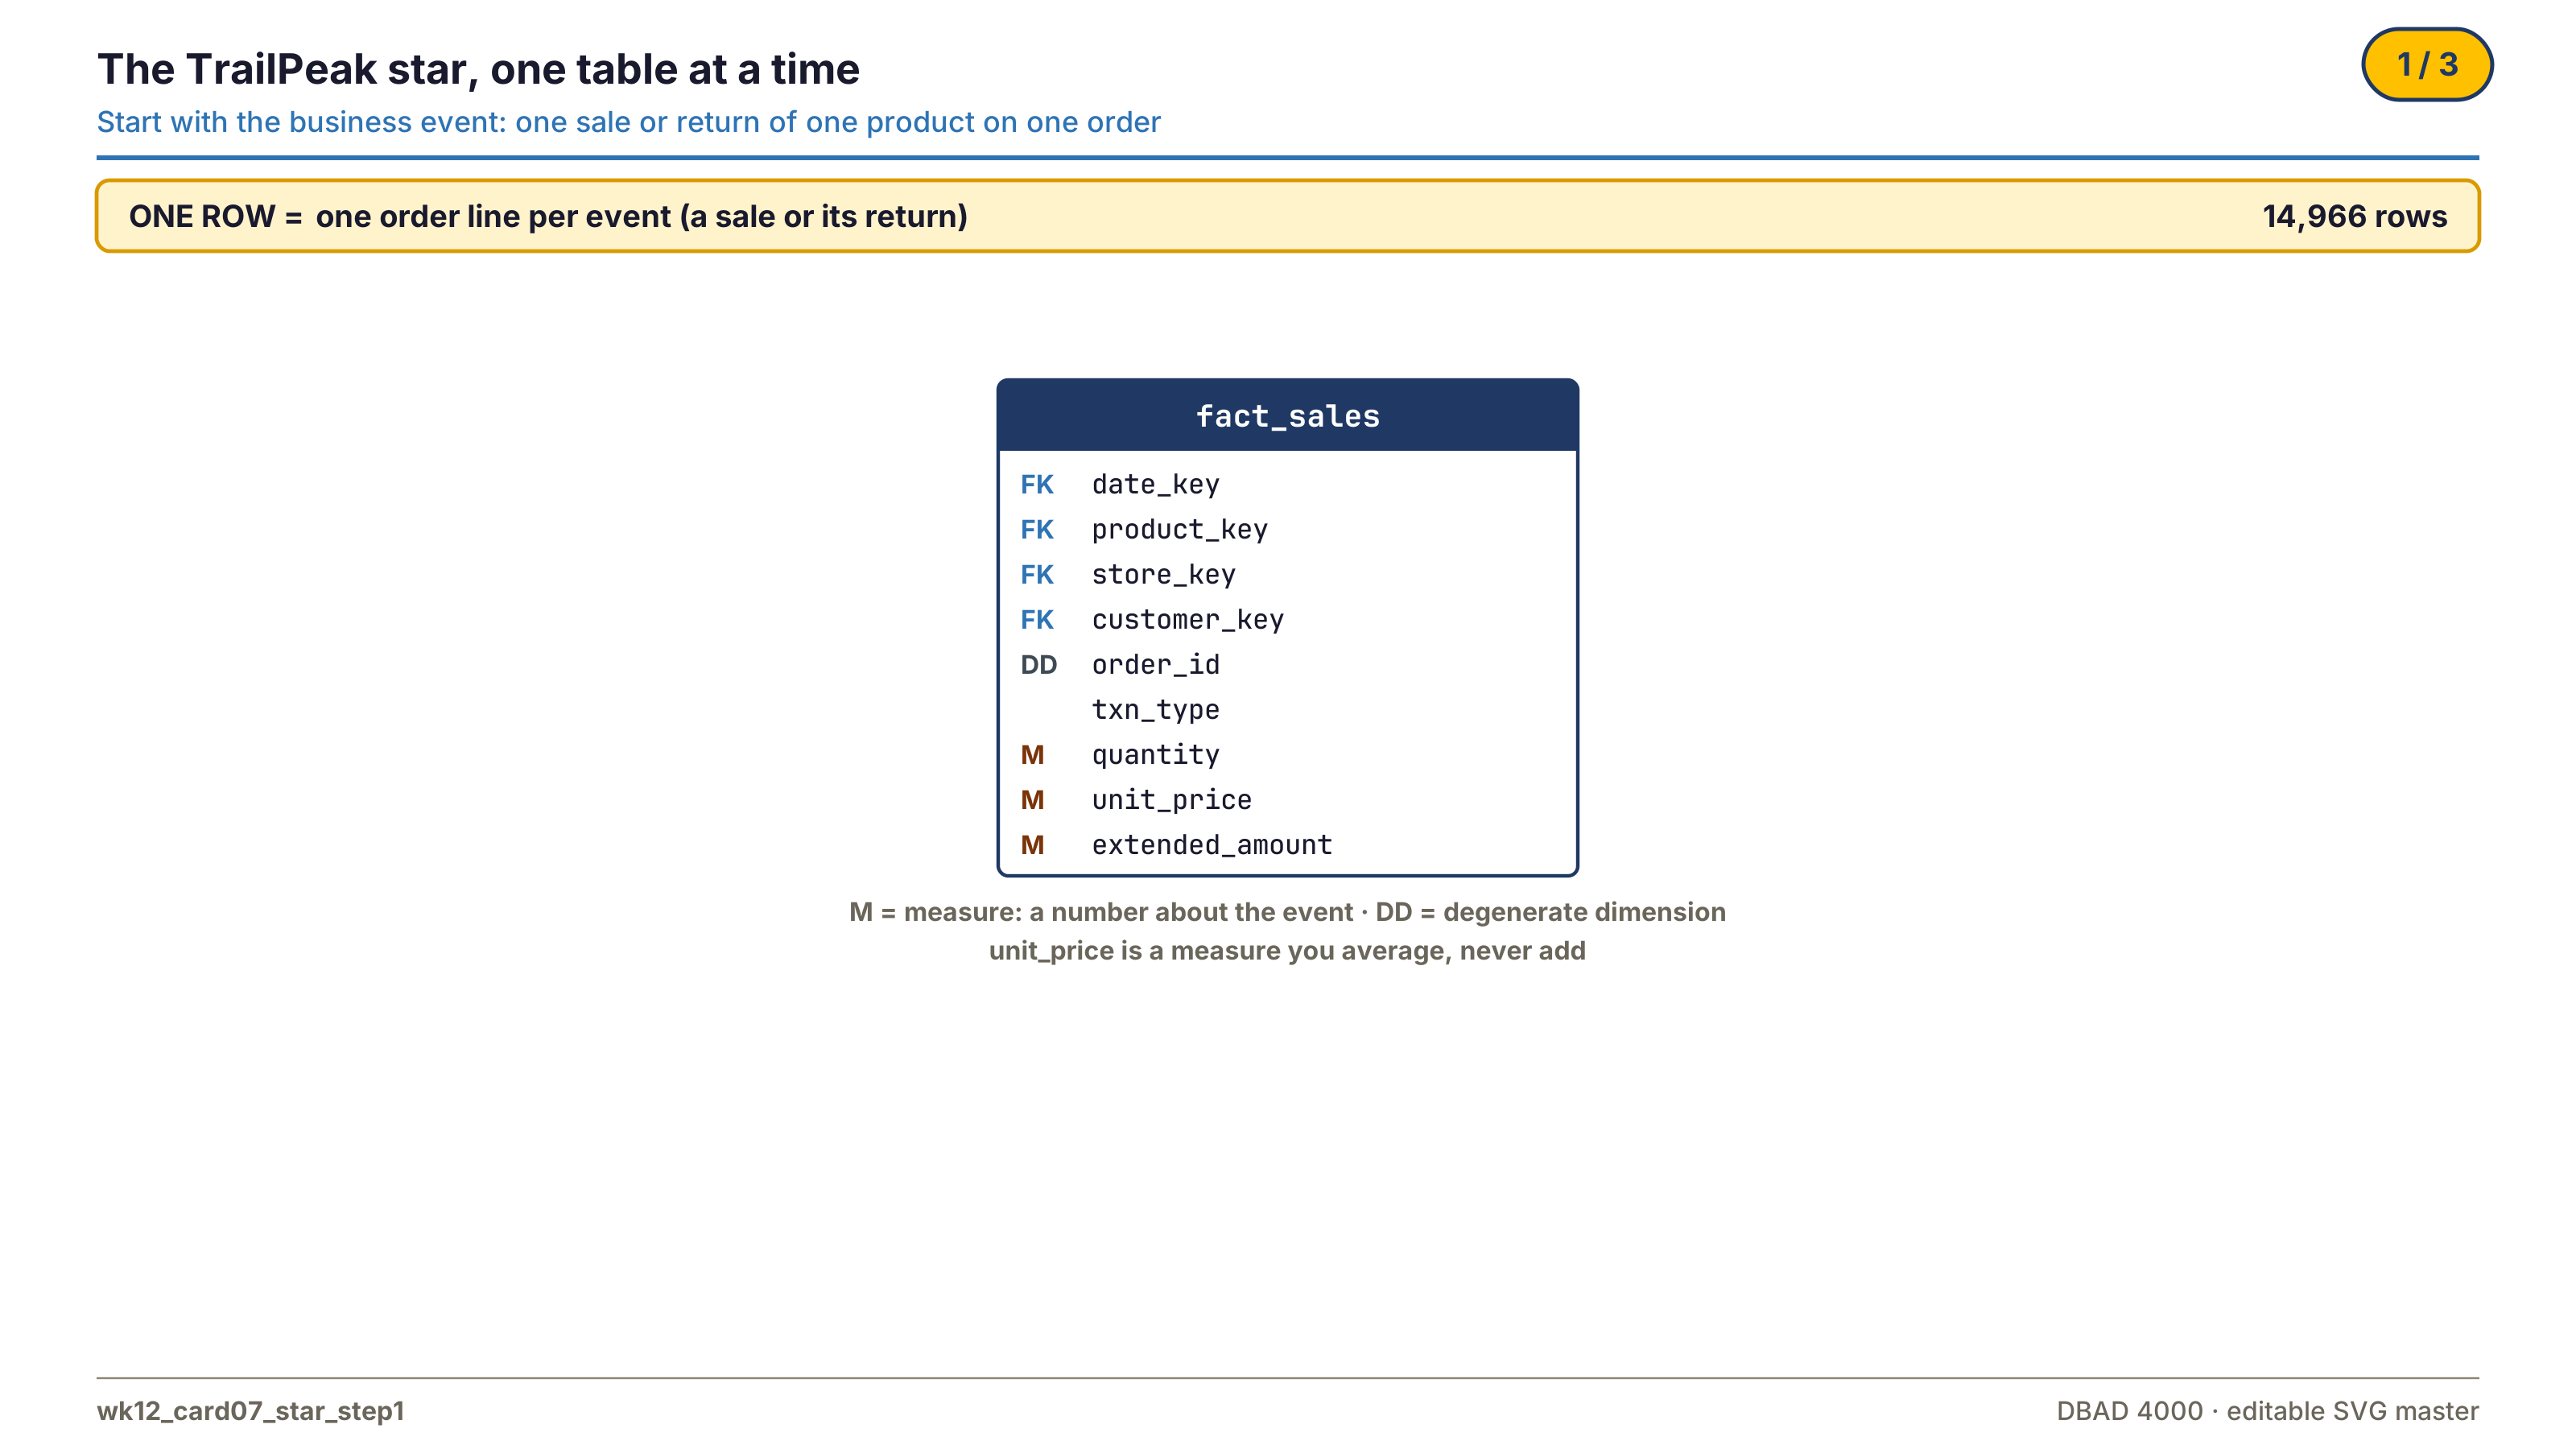 The TrailPeak star, one table at a time
1 / 3
Start with the business event: one sale or return of one product on one order
ONE ROW = one order line per event (a sale or its return)
14,966 rows
fact_sales
FK date_key
FK product_key
FK store_key
FK customer_key
DD order_id
txn_type
M quantity
M unit_price
M extended_amount
M = measure: a number about the event · DD = degenerate dimension
unit_price is a measure you average, never add
wk12_card07_star_step1
DBAD 4000 · editable SVG master